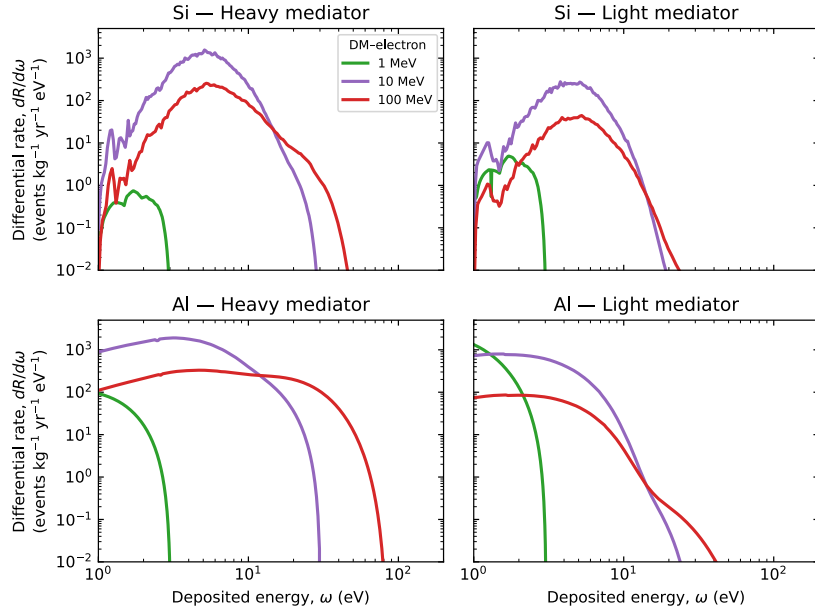 Si — Heavy mediator
Si — Light mediator
Differential rate, dR/dω
(events kg⁻¹ yr⁻¹ eV⁻¹)
10³
10²
10¹
10⁰
10⁻¹
10⁻²
DM–electron
1 MeV
10 MeV
100 MeV
Al — Heavy mediator
Al — Light mediator
Differential rate, dR/dω
(events kg⁻¹ yr⁻¹ eV⁻¹)
10³
10²
10¹
10⁰
10⁻¹
10⁻²
10⁰ 10¹ 10² 10⁰ 10¹ 10²
Deposited energy, ω (eV)
Deposited energy, ω (eV)